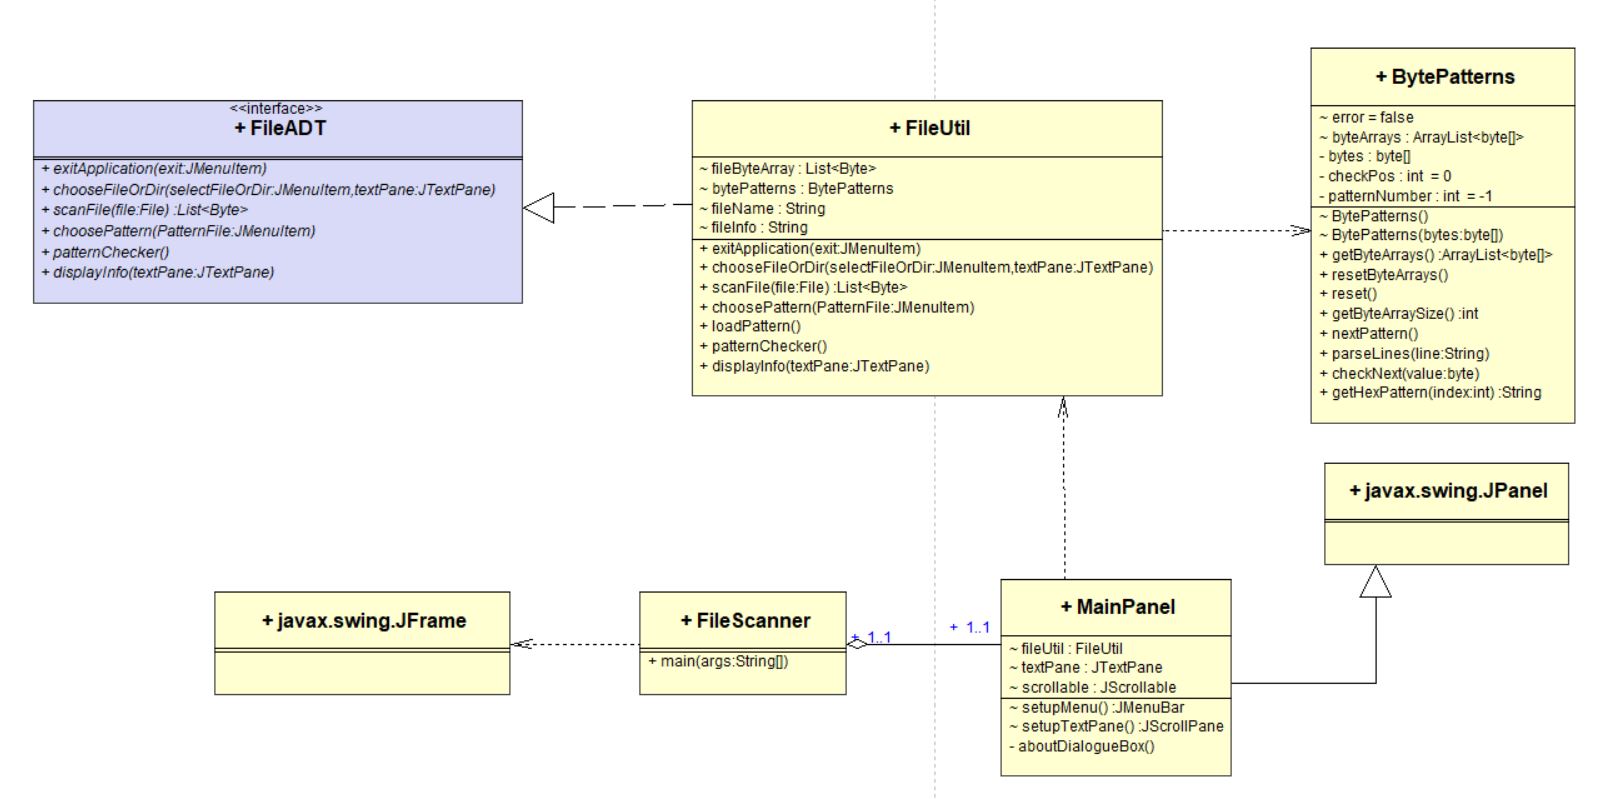 <<interface>>
+ FileADT
+ exitApplication(exit:JMenuItem)
+ chooseFileOrDir(selectFileOrDir:JMenuItem,textPane:JTextPane)
+ scanFile(file:File) :List<Byte>
+ choosePattern(PatternFile:JMenuItem)
+ patternChecker()
+ displayInfo(textPane:JTextPane)
+ FileUtil
~ fileByteArray : List<Byte>
~ bytePatterns : BytePatterns
~ fileName : String
~ fileInfo : String
+ exitApplication(exit:JMenuItem)
+ chooseFileOrDir(selectFileOrDir:JMenuItem,textPane:JTextPane)
+ scanFile(file:File) :List<Byte>
+ choosePattern(PatternFile:JMenuItem)
+ loadPattern()
+ patternChecker()
+ displayInfo(textPane:JTextPane)
+ BytePatterns
~ error = false
~ byteArrays : ArrayList<byte[]>
- bytes : byte[]
- checkPos : int = 0
- patternNumber : int = -1
~ BytePatterns()
~ BytePatterns(bytes:byte[])
+ getByteArrays() :ArrayList<byte[]>
+ resetByteArrays()
+ reset()
+ getByteArraySize() :int
+ nextPattern()
+ parseLines(line:String)
+ checkNext(value:byte)
+ getHexPattern(index:int) :String
+ javax.swing.JPanel
+ javax.swing.JFrame
+ FileScanner
+ main(args:String[])
+ 1..1
+ 1..1
+ MainPanel
~ fileUtil : FileUtil
~ textPane : JTextPane
~ scrollable : JScrollable
~ setupMenu() :JMenuBar
~ setupTextPane() :JScrollPane
- aboutDialogueBox()